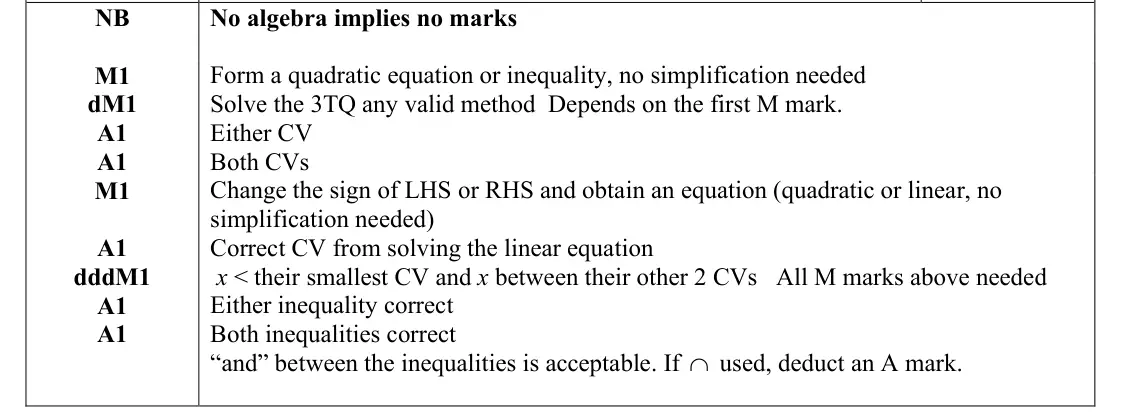 NB No algebra implies no marks
M1 Form a quadratic equation or inequality, no simplification needed
dM1 Solve the 3TQ any valid method  Depends on the first M mark.
A1 Either CV
A1 Both CVs
M1 Change the sign of LHS or RHS and obtain an equation (quadratic or linear, no
simplification needed)
A1 Correct CV from solving the linear equation
dddM1 x < their smallest CV and x between their other 2 CVs   All M marks above needed
A1 Either inequality correct
A1 Both inequalities correct
“and” between the inequalities is acceptable. If ∩ used, deduct an A mark.